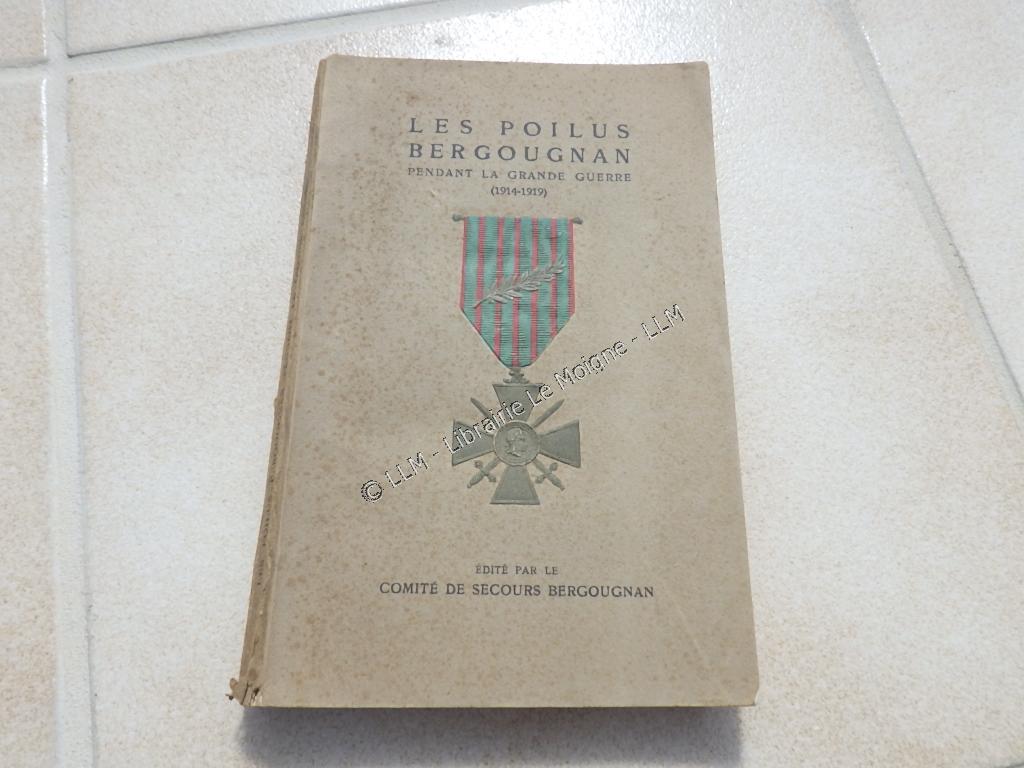 LES POILUS
BERGOUGNAN
PENDANT LA GRANDE GUERRE
(1914-1919)
© LLM - Librairie Le Moigne - LLM
ÉDITÉ PAR LE
COMITÉ DE SECOURS BERGOUGNAN